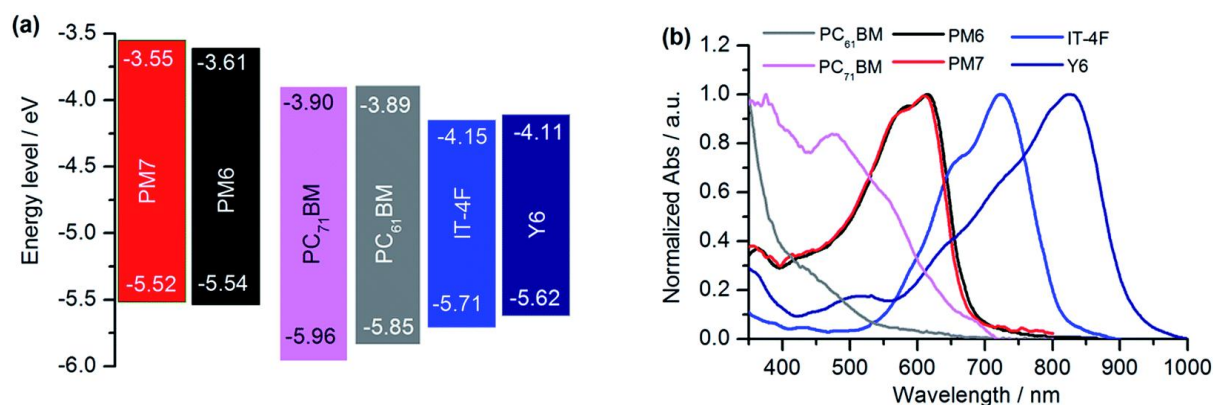 (a)
Energy level / eV
-3.5
-4.0
-4.5
-5.0
-5.5
-6.0
-3.55
PM7
-5.52
-3.61
PM6
-5.54
-3.90
PC₇₁BM
-5.96
-3.89
PC₆₁BM
-5.85
-4.15
IT-4F
-5.71
-4.11
Y6
-5.62
(b)
PC₆₁BM PM6 IT-4F
PC₇₁BM PM7 Y6
Normalized Abs / a.u.
1.2
1.0
0.8
0.6
0.4
0.2
0.0
400 500 600 700 800 900 1000
Wavelength / nm